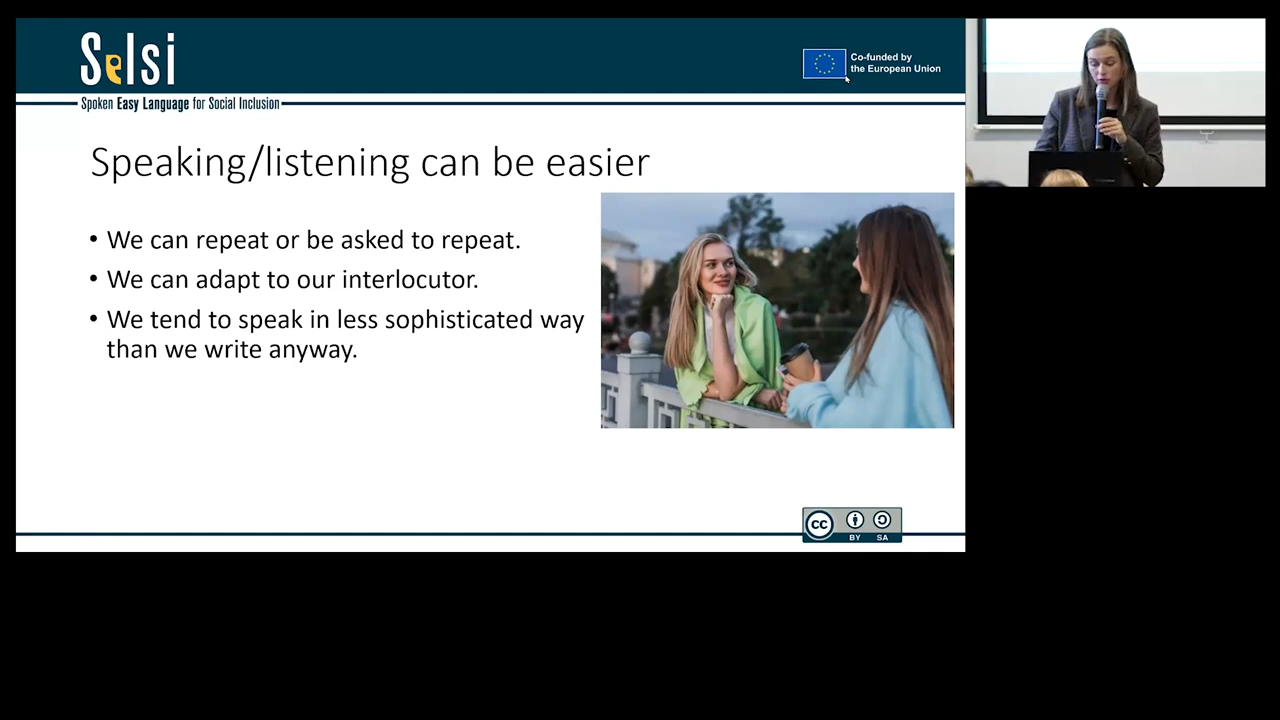 Selsi
Spoken Easy Language for Social Inclusion
Co-funded by
the European Union
Speaking/listening can be easier
• We can repeat or be asked to repeat.
• We can adapt to our interlocutor.
• We tend to speak in less sophisticated way
than we write anyway.
cc
BY SA